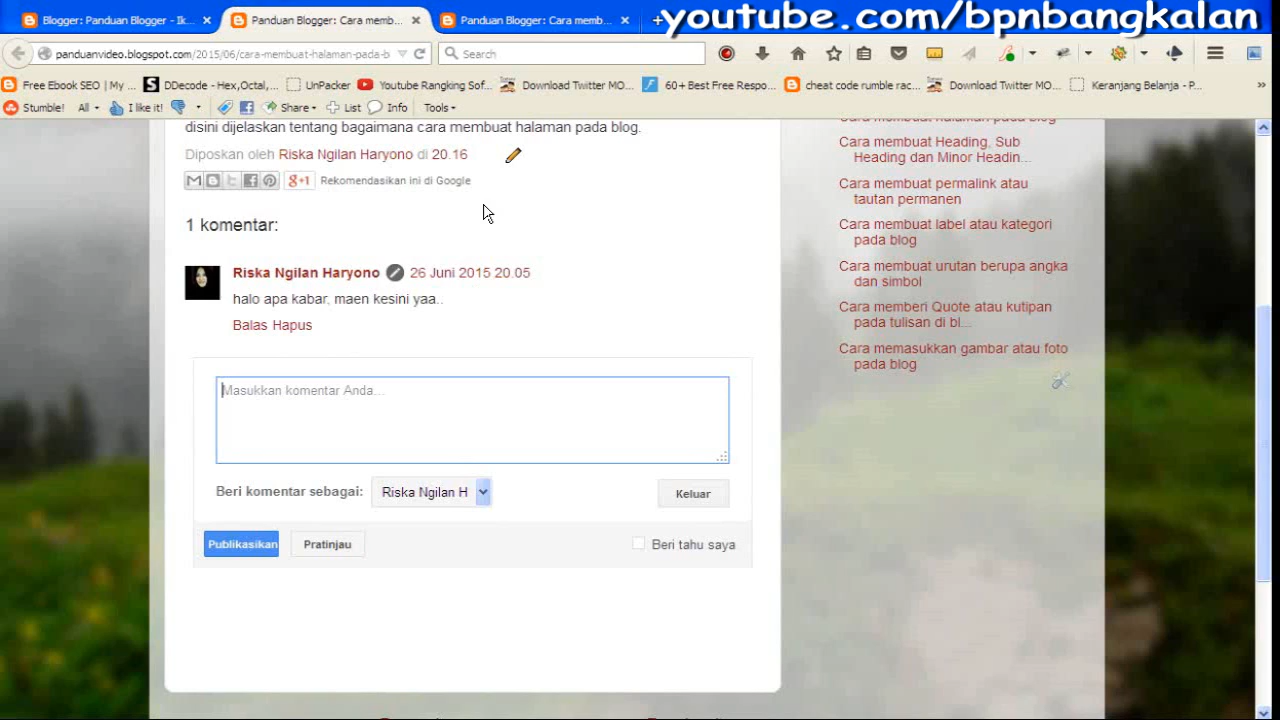 youtube.com/bpnbangkalan
Blogger: Panduan Blogger - Ik...
Panduan Blogger: Cara memb...
Panduan Blogger: Cara memb...
panduanvideo.blogspot.com/2015/06/cara-membuat-halaman-pada-b
Search
Free Ebook SEO | My ...
DDecode - Hex,Octal,...
UnPacker
Youtube Rangking Sof...
Download Twitter MO...
60+ Best Free Respo...
cheat code rumble rac...
Download Twitter MO...
Keranjang Belanja - P...
Stumble!
All
I like it!
Share
List
Info
Tools
disini dijelaskan tentang bagaimana cara membuat halaman pada blog.
Diposkan oleh Riska Ngilan Haryono di 20.16
g+1 Rekomendasikan ini di Google
1 komentar:
Riska Ngilan Haryono 26 Juni 2015 20.05
halo apa kabar, maen kesini yaa..
Balas Hapus
Masukkan komentar Anda...
Beri komentar sebagai: Riska Ngilan H
Keluar
Publikasikan
Pratinjau
Beri tahu saya
Cara membuat halaman pada blog
Cara membuat Heading, Sub
Heading dan Minor Headin...
Cara membuat permalink atau
tautan permanen
Cara membuat label atau kategori
pada blog
Cara membuat urutan berupa angka
dan simbol
Cara memberi Quote atau kutipan
pada tulisan di bl...
Cara memasukkan gambar atau foto
pada blog